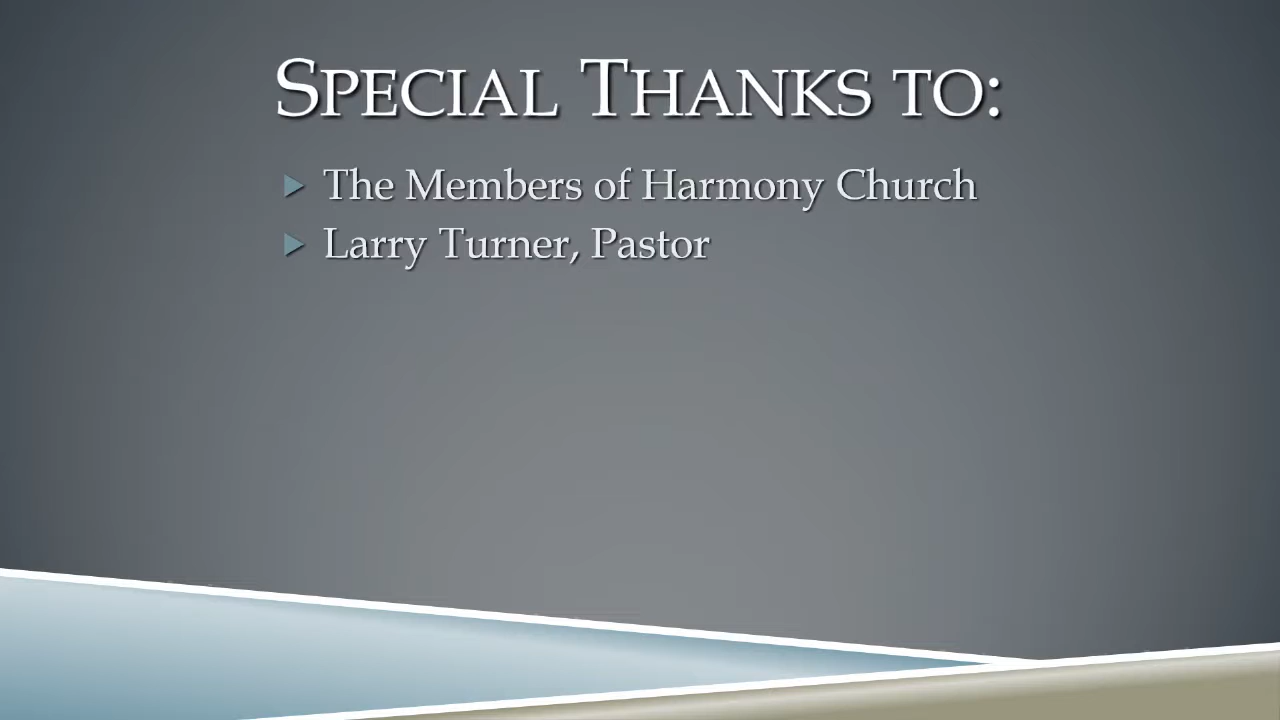 Special Thanks to:
The Members of Harmony Church
Larry Turner, Pastor